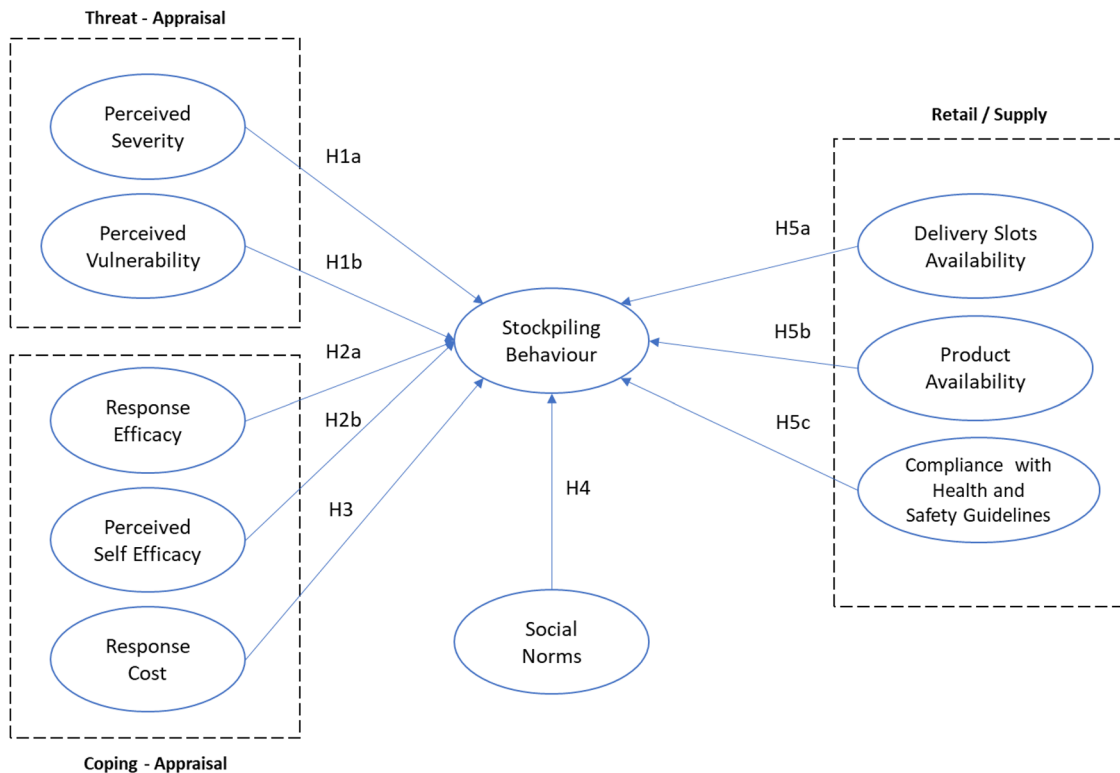 Threat - Appraisal
Perceived
Severity
Perceived
Vulnerability
H1a
H1b
Response
Efficacy
Perceived
Self Efficacy
Response
Cost
Coping - Appraisal
H2a
H2b
H3
Stockpiling
Behaviour
H4
Social
Norms
Retail / Supply
H5a
H5b
H5c
Delivery Slots
Availability
Product
Availability
Compliance with
Health and
Safety Guidelines